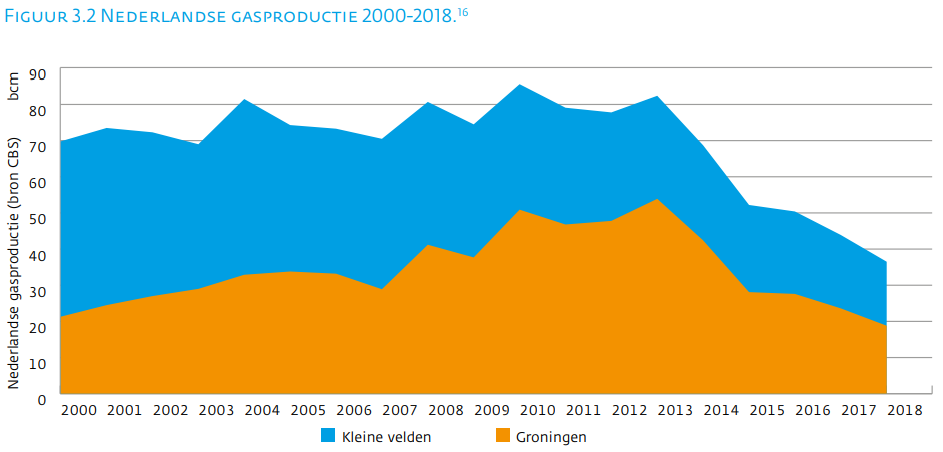 FIGUUR 3.2 NEDERLANDSE GASPRODUCTIE 2000-2018.16
Nederlandse gasproductie (bron CBS) bcm
90
80
70
60
50
40
30
20
10
0
2000 2001 2002 2003 2004 2005 2006 2007 2008 2009 2010 2011 2012 2013 2014 2015 2016 2017 2018
Kleine velden Groningen